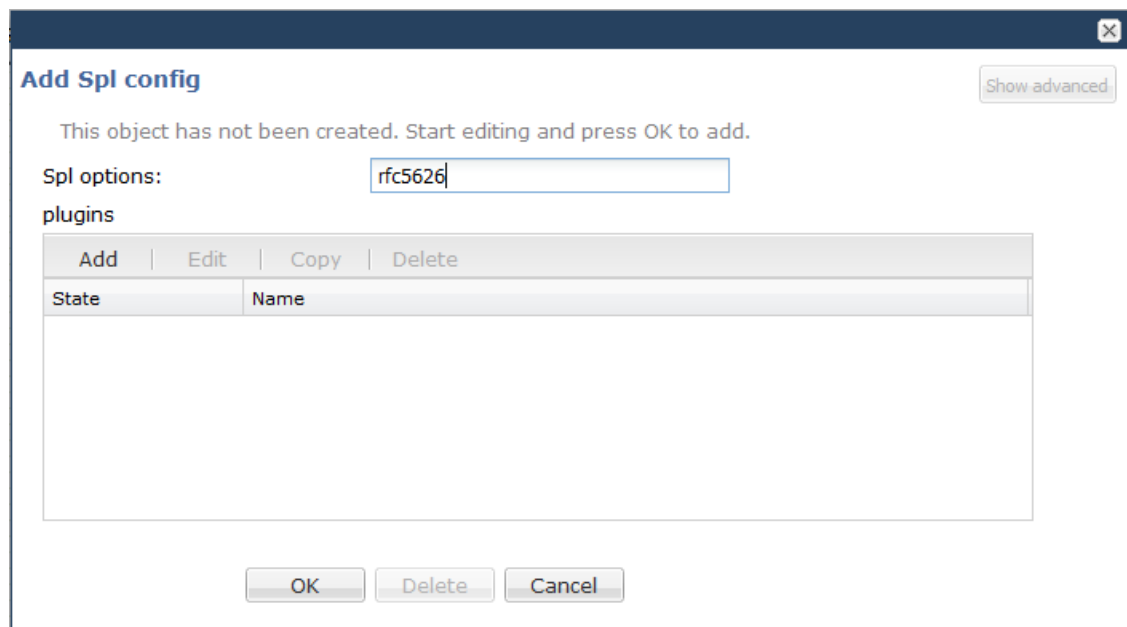 Add Spl config
Show advanced
This object has not been created. Start editing and press OK to add.
Spl options: rfc5626
plugins
Add Edit Copy Delete
State Name
OK Delete Cancel